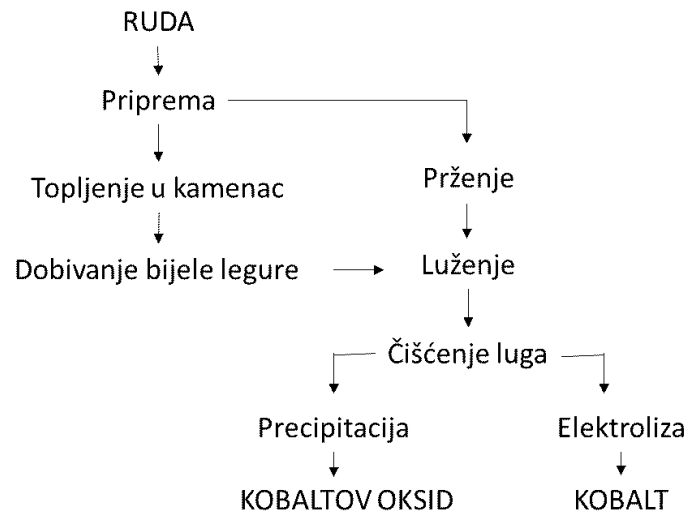 RUDA
Priprema
Topljenje u kamenac
Prženje
Dobivanje bijele legure
Luženje
Čišćenje luga
Precipitacija
Elektroliza
KOBALTOV OKSID
KOBALT